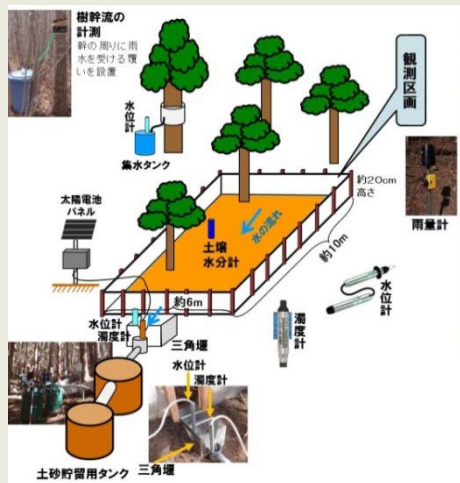 樹幹流の
計測
幹の周りに雨
水を受ける覆
いを設置
水位計
集水タンク
観測区画
約20cm
高さ
雨量計
太陽電池
パネル
土壌
水分計
水の流れ
約10m
約6m
水位計
濁度計
三角堰
濁度計
水位計
水位計
濁度計
三角堰
土砂貯留用タンク